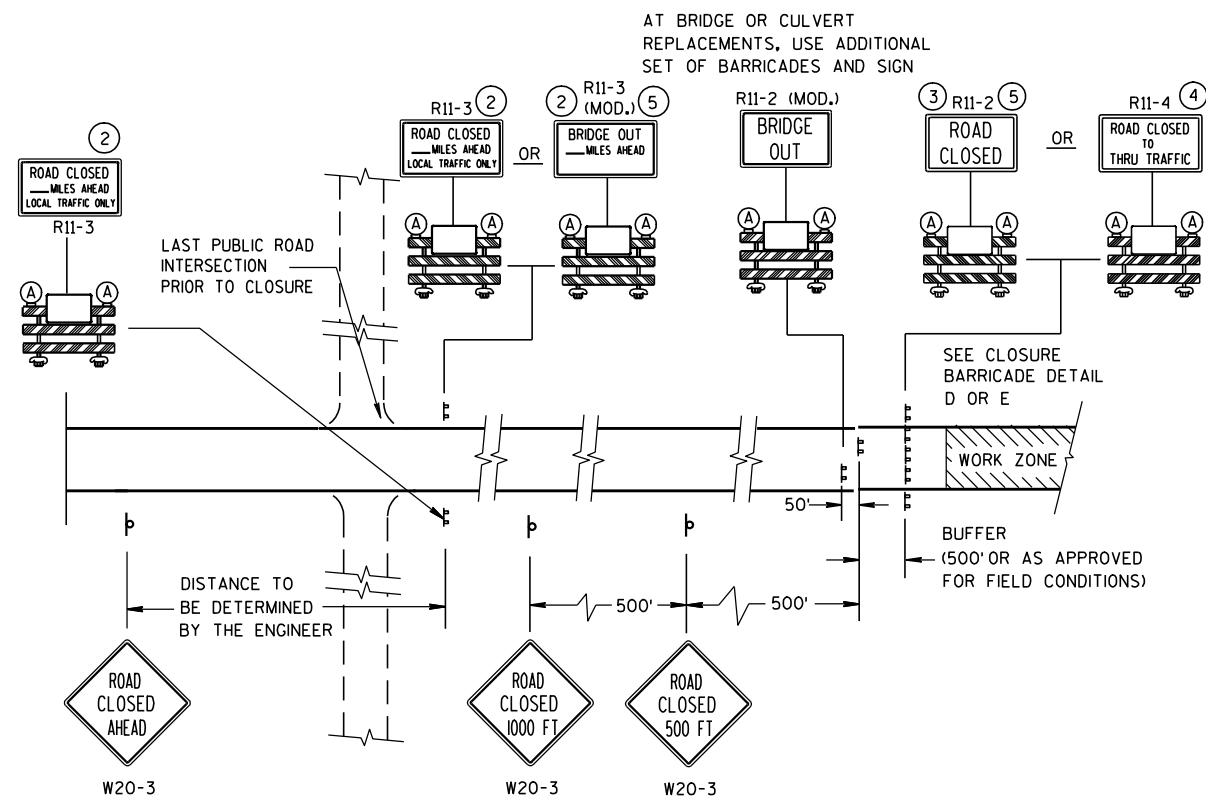 AT BRIDGE OR CULVERT
REPLACEMENTS, USE ADDITIONAL
SET OF BARRICADES AND SIGN
2
ROAD CLOSED
___MILES AHEAD
LOCAL TRAFFIC ONLY
R11-3
A
A
R11-3
2
ROAD CLOSED
___MILES AHEAD
LOCAL TRAFFIC ONLY
A
A
OR
2
R11-3
(MOD.)
5
BRIDGE OUT
___MILES AHEAD
A
A
R11-2 (MOD.)
BRIDGE
OUT
A
A
3
R11-2
5
ROAD
CLOSED
A
A
OR
R11-4
4
ROAD CLOSED
TO
THRU TRAFFIC
A
A
LAST PUBLIC ROAD
INTERSECTION
PRIOR TO CLOSURE
SEE CLOSURE
BARRICADE DETAIL
D OR E
WORK ZONE
50'
BUFFER
(500' OR AS APPROVED
FOR FIELD CONDITIONS)
DISTANCE TO
BE DETERMINED
BY THE ENGINEER
500'
500'
ROAD
CLOSED
AHEAD
W20-3
ROAD
CLOSED
1000 FT
W20-3
ROAD
CLOSED
500 FT
W20-3